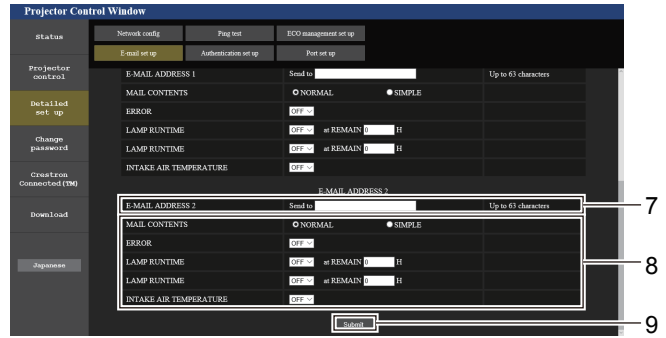 Projector Control Window
Status
Network config Ping test ECO management set up
E-mail set up Authentication set up Port set up
Projector
control
Detailed
set up
Change
password
Crestron
Connected(TM)
Download
Japanese
E-MAIL ADDRESS 1 Send to Up to 63 characters
MAIL CONTENTS NORMAL SIMPLE
ERROR OFF
LAMP RUNTIME OFF at REMAIN 0 H
LAMP RUNTIME OFF at REMAIN 0 H
INTAKE AIR TEMPERATURE OFF
E-MAIL ADDRESS 2
E-MAIL ADDRESS 2 Send to Up to 63 characters 7
MAIL CONTENTS NORMAL SIMPLE
ERROR OFF
LAMP RUNTIME OFF at REMAIN 0 H 8
LAMP RUNTIME OFF at REMAIN 0 H
INTAKE AIR TEMPERATURE OFF
Submit 9